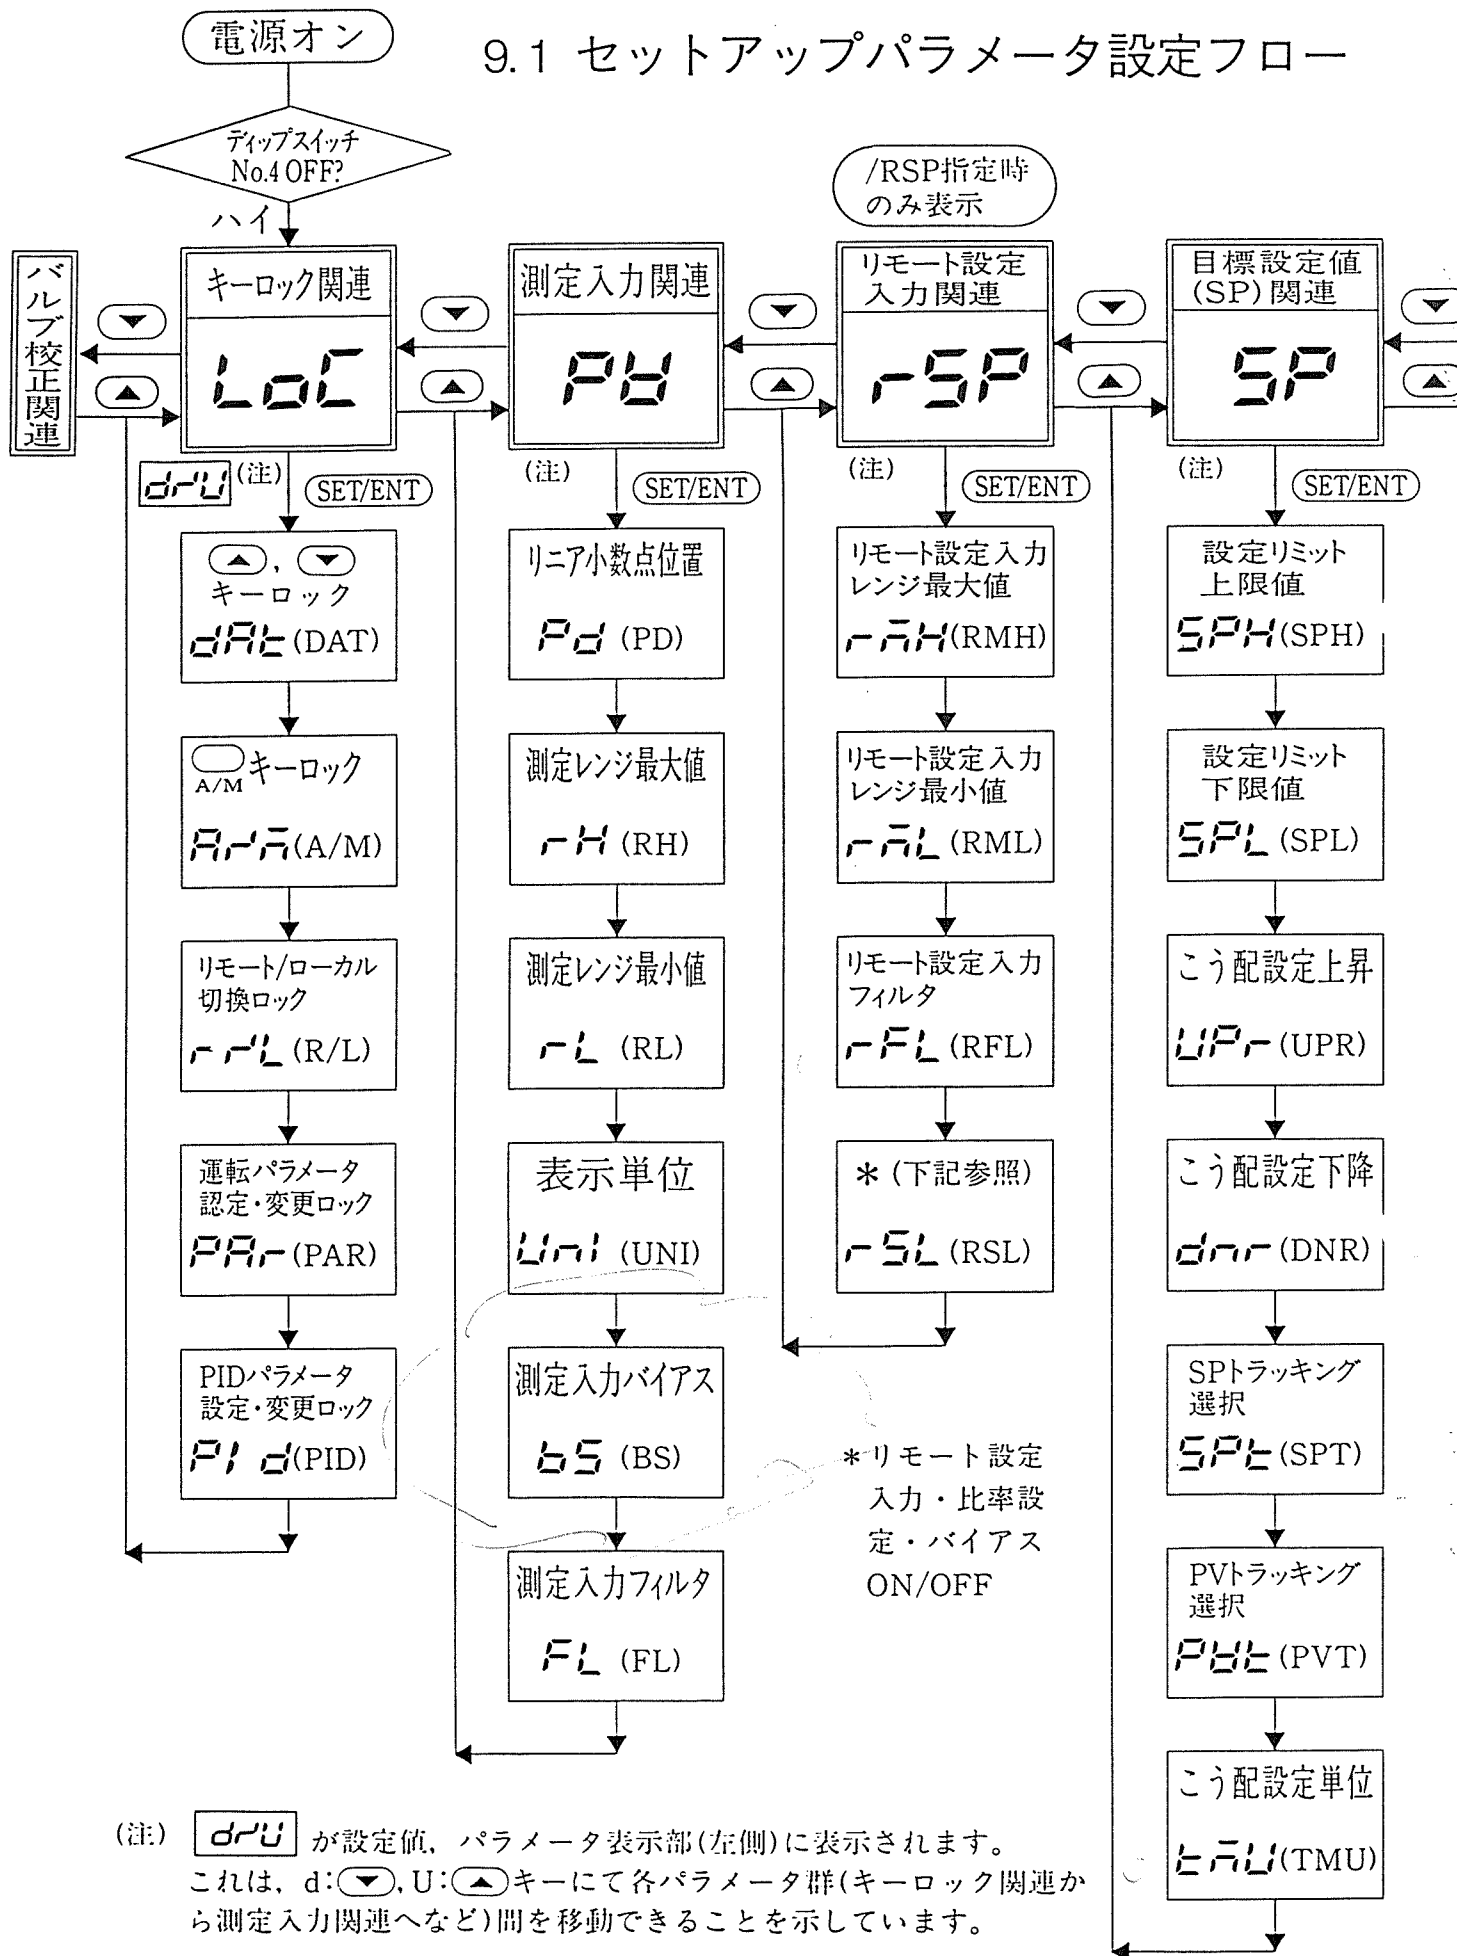 電源オン
9.1 セットアップパラメータ設定フロー
ディップスイッチ
No.4 OFF?
ハイ
/RSP指定時
のみ表示
バルブ校正関連
キーロック関連
LoC
d/U
(注)
SET/ENT
▲, ▼
キーロック
dAt(DAT)
A/M キーロック
A/M(A/M)
リモート/ローカル
切換ロック
r/L(R/L)
運転パラメータ
認定・変更ロック
PAr(PAR)
PIDパラメータ
設定・変更ロック
PId(PID)
測定入力関連
PV
(注)
SET/ENT
リニア小数点位置
Pd (PD)
測定レンジ最大値
rH (RH)
測定レンジ最小値
rL (RL)
表示単位
UnI (UNI)
測定入力バイアス
bS (BS)
測定入力フィルタ
FL (FL)
リモート設定
入力関連
rSP
(注)
SET/ENT
リモート設定入力
レンジ最大値
rMH(RMH)
リモート設定入力
レンジ最小値
rML(RML)
リモート設定入力
フィルタ
rFL(RFL)
*(下記参照)
rSL(RSL)
*リモート設定
入力・比率設
定・バイアス
ON/OFF
目標設定値
(SP)関連
SP
(注)
SET/ENT
設定リミット
上限値
SPH(SPH)
設定リミット
下限値
SPL(SPL)
こう配設定上昇
UPr(UPR)
こう配設定下降
dnr(DNR)
SPトラッキング
選択
SPt(SPT)
PVトラッキング
選択
PVt(PVT)
こう配設定単位
tMU(TMU)
(注) d/U が設定値, パラメータ表示部(左側)に表示されます。
これは, d:▼, U:▲キーにて各パラメータ群(キーロック関連か
ら測定入力関連へなど)間を移動できることを示しています。